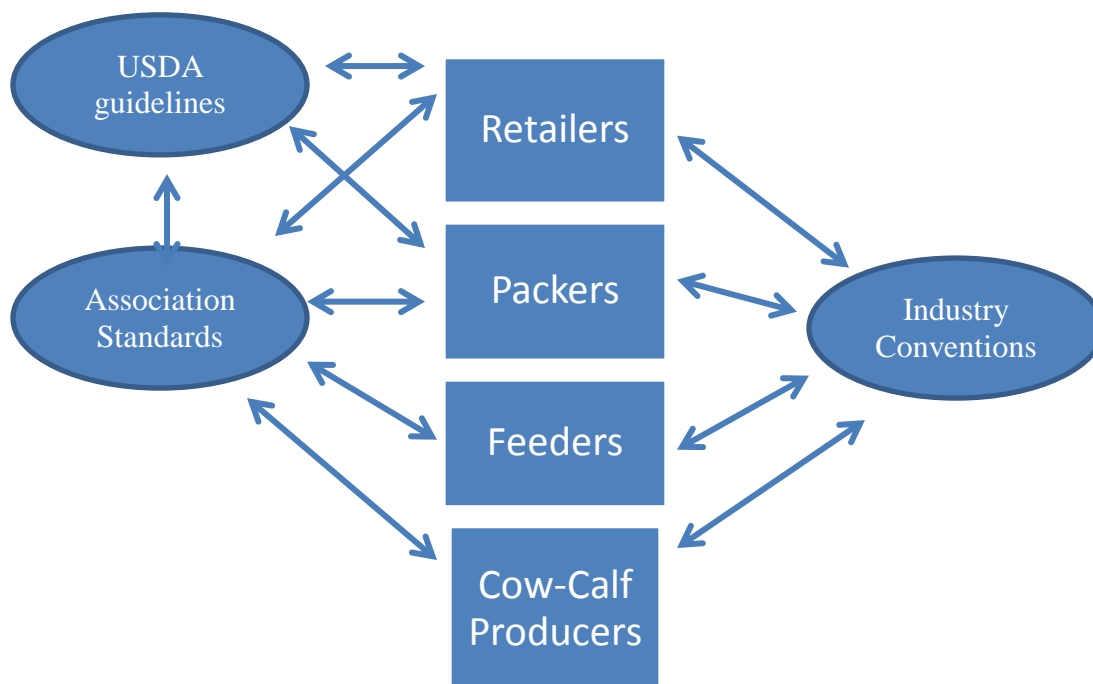 USDA
guidelines
Retailers
Packers
Association
Standards
Industry
Conventions
Feeders
Cow-Calf
Producers